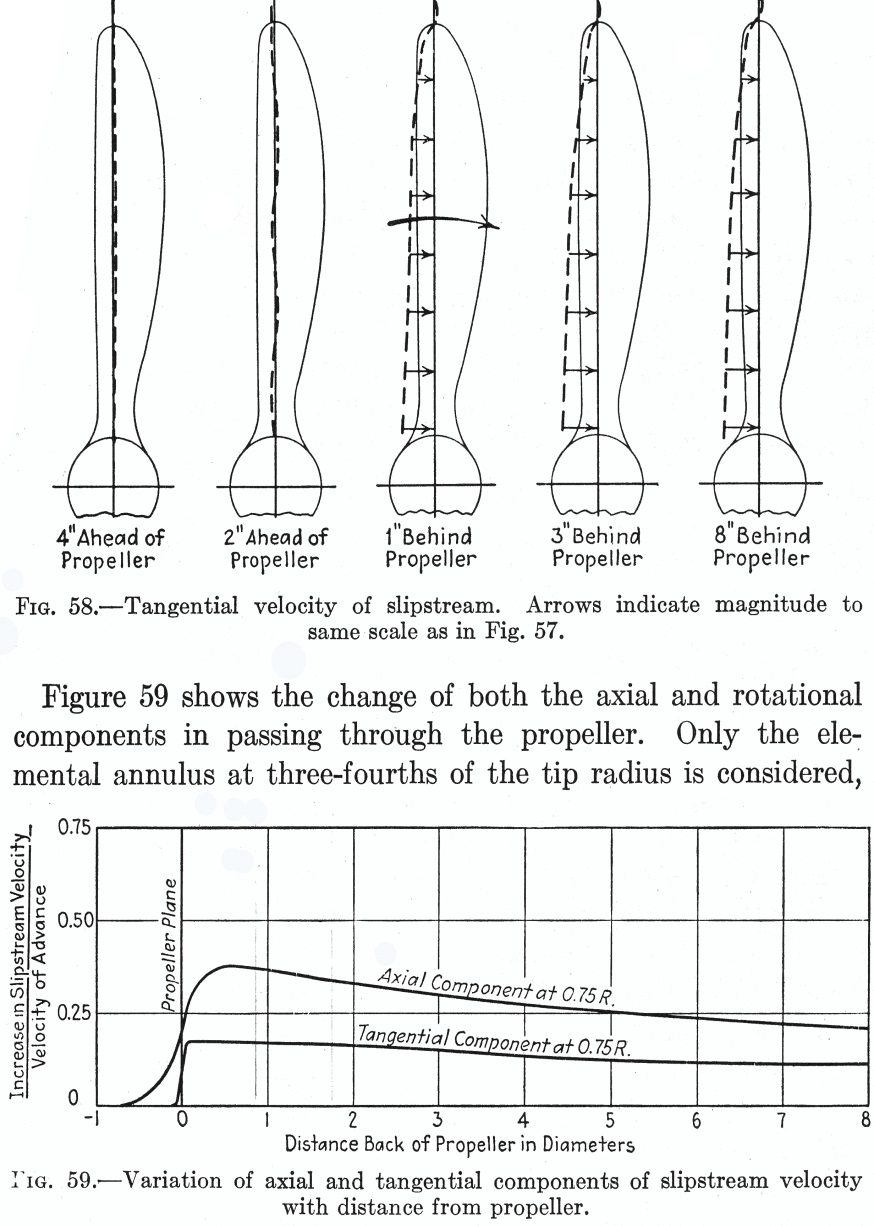 4" Ahead of
Propeller
2" Ahead of
Propeller
1" Behind
Propeller
3" Behind
Propeller
8" Behind
Propeller
FIG. 58.—Tangential velocity of slipstream. Arrows indicate magnitude to
same scale as in Fig. 57.
Figure 59 shows the change of both the axial and rotational
components in passing through the propeller. Only the ele-
mental annulus at three-fourths of the tip radius is considered,
Increase in Slipstream Velocity
Velocity of Advance
0.75
0.50
0.25
0
Propeller Plane
Axial Component at 0.75 R.
Tangential Component at 0.75 R.
-1 0 1 2 3 4 5 6 7 8
Distance Back of Propeller in Diameters
FIG. 59.—Variation of axial and tangential components of slipstream velocity
with distance from propeller.